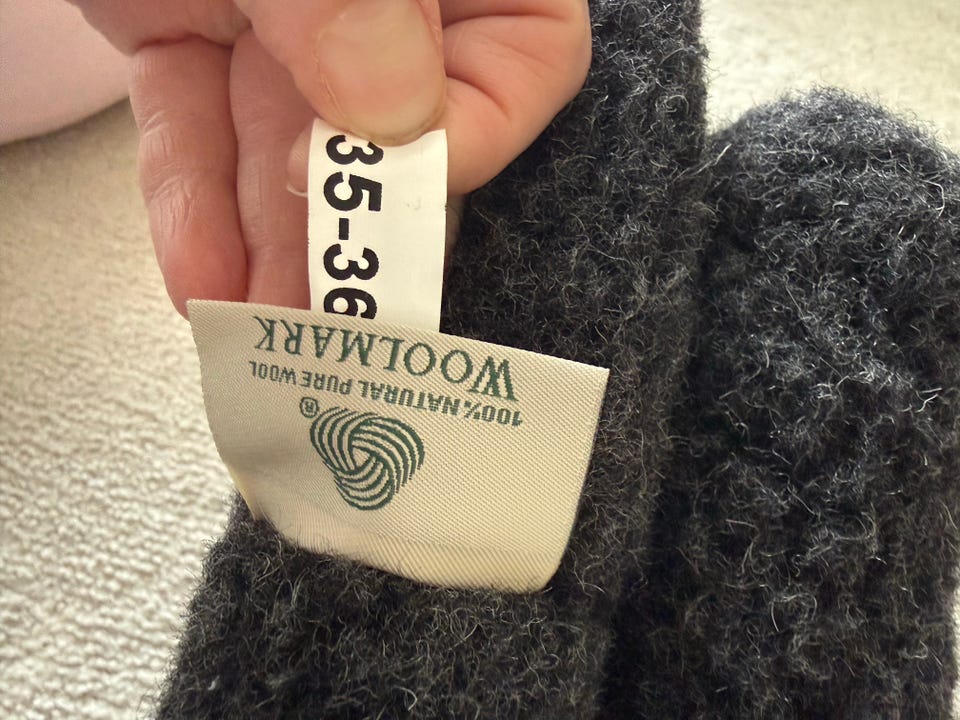 35-36
WOOLMARK
100% NATURAL PURE WOOL
®